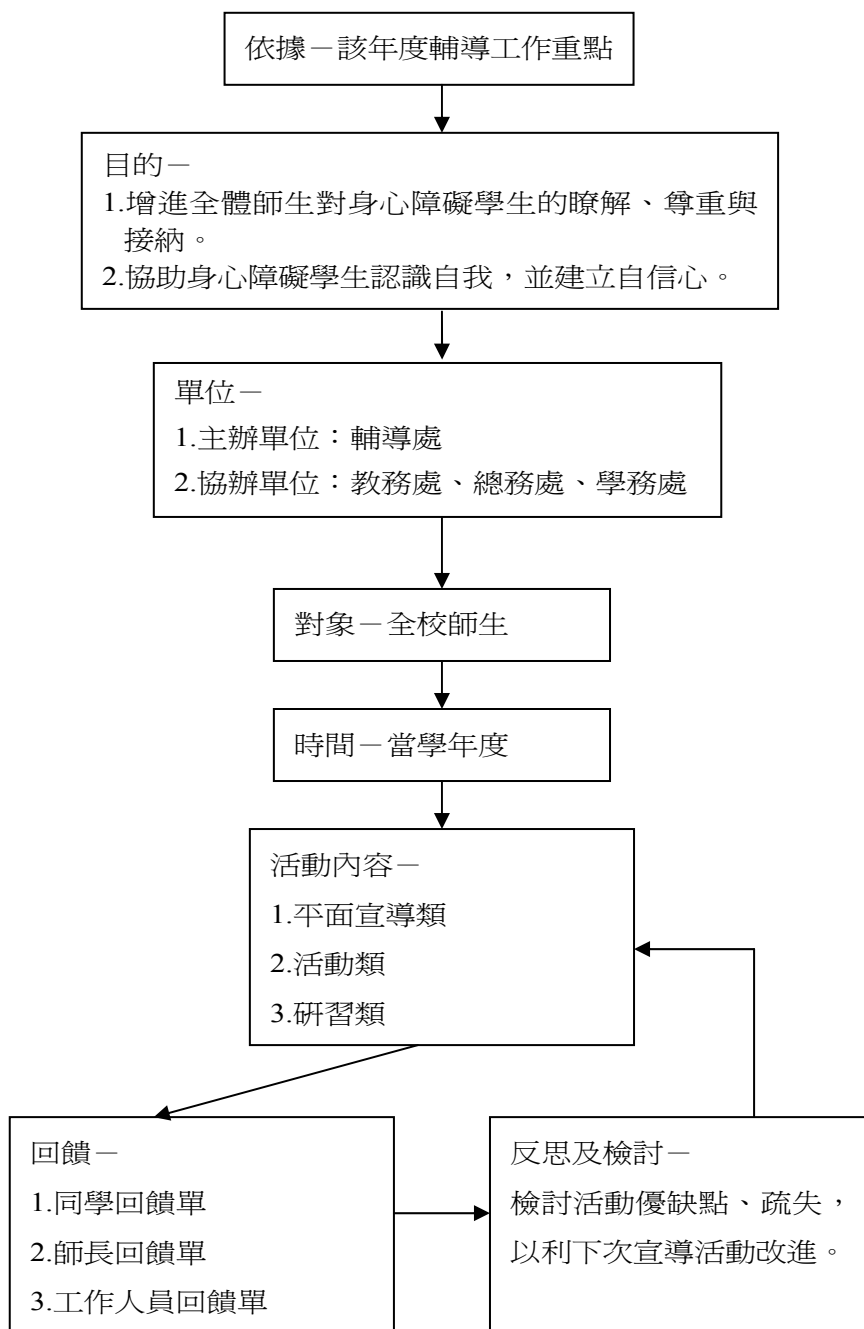 依據－該年度輔導工作重點
目的－
1.增進全體師生對身心障礙學生的瞭解、尊重與
接納。
2.協助身心障礙學生認識自我，並建立自信心。
單位－
1.主辦單位：輔導處
2.協辦單位：教務處、總務處、學務處
對象－全校師生
時間－當學年度
活動內容－
1.平面宣導類
2.活動類
3.研習類
回饋－
1.同學回饋單
2.師長回饋單
3.工作人員回饋單
反思及檢討－
檢討活動優缺點、疏失，
以利下次宣導活動改進。